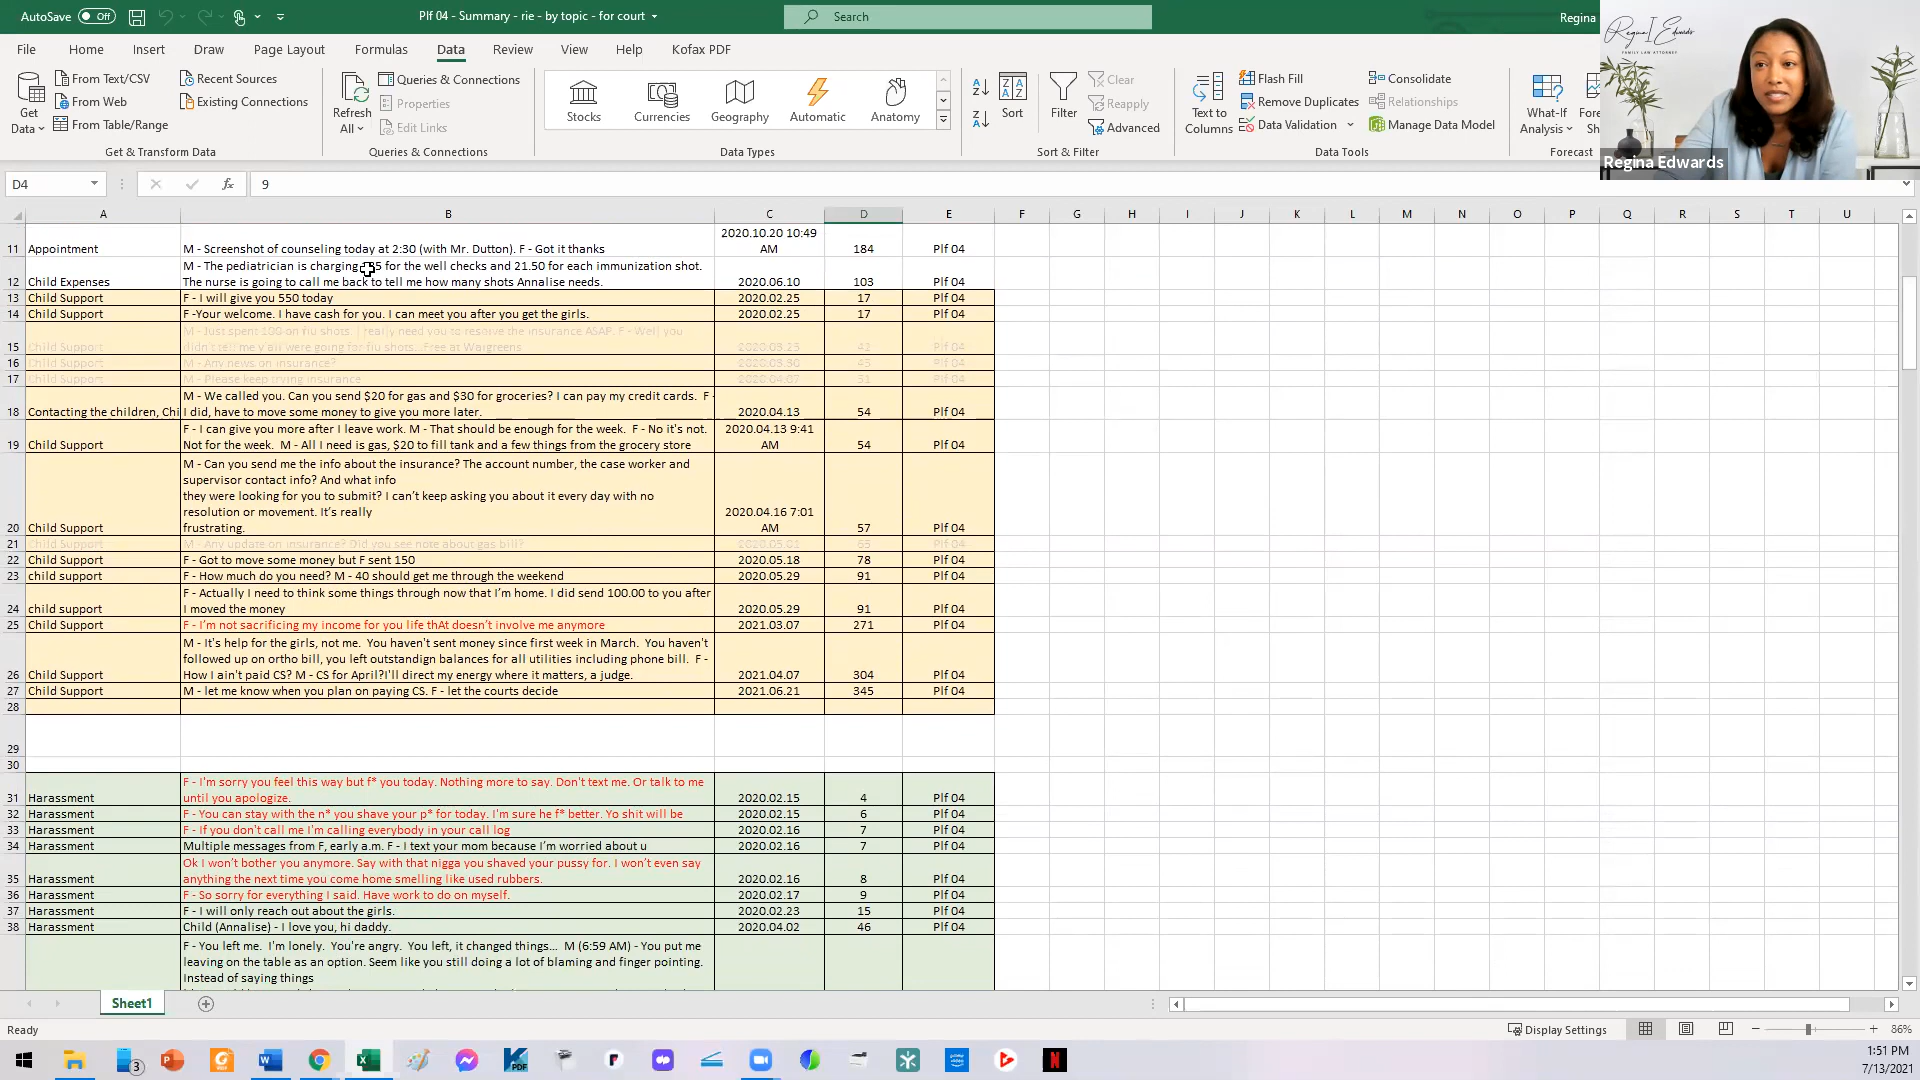 AutoSave Off Plf 04 - Summary - rie - by topic - for court Search Regina
File Home Insert Draw Page Layout Formulas Data Review View Help Kofax PDF
Get Data
From Text/CSV
From Web
From Table/Range
Recent Sources
Existing Connections
Get & Transform Data
Refresh All
Queries & Connections
Properties
Edit Links
Queries & Connections
Stocks Currencies Geography Automatic Anatomy
Data Types
Sort
Filter
Clear
Reapply
Advanced
Sort & Filter
Text to Columns
Flash Fill
Remove Duplicates
Data Validation
Consolidate
Relationships
Manage Data Model
Data Tools
What-If Analysis
Forecast
Regina I Edwards
FAMILY LAW ATTORNEY
Regina Edwards
D4 fx 9
A B C D E F G H I J K L M N O P Q R S T U
11 Appointment M - Screenshot of counseling today at 2:30 (with Mr. Dutton). F - Got it thanks 2020.10.20 10:49 AM 184 Plf 04
12 Child Expenses M - The pediatrician is charging for the well checks and 21.50 for each immunization shot. The nurse is going to call me back to tell me how many shots Annalise needs. 2020.06.10 103 Plf 04
13 Child Support F - I will give you 550 today 2020.02.25 17 Plf 04
14 Child Support F -Your welcome. I have cash for you. I can meet you after you get the girls. 2020.02.25 17 Plf 04
15 Child Support M - Just spent 100 on flu shots. I really need you to resolve the insurance ASAP. F - Well you didn't tell me y'all were going for flu shots. Free at Walgreens 42 Plf 04
16 Child Support M - Any news on insurance? 2020.03.30 45 Plf 04
17 Child Support M - Please keep trying insurance 2020.04.07 51 Plf 04
18 Contacting the children, Chi M - We called you. Can you send $20 for gas and $30 for groceries? I can pay my credit cards. F - I did, have to move some money to give you more later. 2020.04.13 54 Plf 04
19 Child Support F - I can give you more after I leave work. M - That should be enough for the week. F - No it's not. Not for the week. M - All I need is gas, $20 to fill tank and a few things from the grocery store 2020.04.13 9:41 AM 54 Plf 04
20 Child Support M - Can you send me the info about the insurance? The account number, the case worker and supervisor contact info? And what info they were looking for you to submit? I can't keep asking you about it every day with no resolution or movement. It's really frustrating. 2020.04.16 7:01 AM 57 Plf 04
21 Child Support M - Any update on insurance? Did you see note about gas bill? 2020.05.01 65 Plf 04
22 Child Support F - Got to move some money but F sent 150 2020.05.18 78 Plf 04
23 child support F - How much do you need? M - 40 should get me through the weekend 2020.05.29 91 Plf 04
24 child support F - Actually I need to think some things through now that I'm home. I did send 100.00 to you after I moved the money 2020.05.29 91 Plf 04
25 Child Support F - I'm not sacrificing my income for you life thAt doesn't involve me anymore 2021.03.07 271 Plf 04
26 Child Support M - It's help for the girls, not me. You haven't sent money since first week in March. You haven't followed up on ortho bill, you left outstandign balances for all utilities including phone bill. F - How I ain't paid CS? M - CS for April?I'll direct my energy where it matters, a judge. 2021.04.07 304 Plf 04
27 Child Support M - let me know when you plan on paying CS. F - let the courts decide 2021.06.21 345 Plf 04
28
29
30
31 Harassment F - I'm sorry you feel this way but f* you today. Nothing more to say. Don't text me. Or talk to me until you apologize. 2020.02.15 4 Plf 04
32 Harassment F - You can stay with the n* you shave your p* for today. I'm sure he f* better. Yo shit will be 2020.02.15 6 Plf 04
33 Harassment F - If you don't call me I'm calling everybody in your call log 2020.02.16 7 Plf 04
34 Harassment Multiple messages from F, early a.m. F - I text your mom because I'm worried about u 2020.02.16 7 Plf 04
35 Harassment Ok I won't bother you anymore. Say with that nigga you shaved your pussy for. I won't even say anything the next time you come home smelling like used rubbers. 2020.02.16 8 Plf 04
36 Harassment F - So sorry for everything I said. Have work to do on myself. 2020.02.17 9 Plf 04
37 Harassment F - I will only reach out about the girls. 2020.02.23 15 Plf 04
38 Harassment Child (Annalise) - I love you, hi daddy. 2020.04.02 46 Plf 04
F - You left me. I'm lonely. You're angry. You left, it changed things... M (6:59 AM) - You put me leaving on the table as an option. Seem like you still doing a lot of blaming and finger pointing. Instead of saying things
Sheet1
Ready Display Settings 86%
3
1:51 PM
7/13/2021